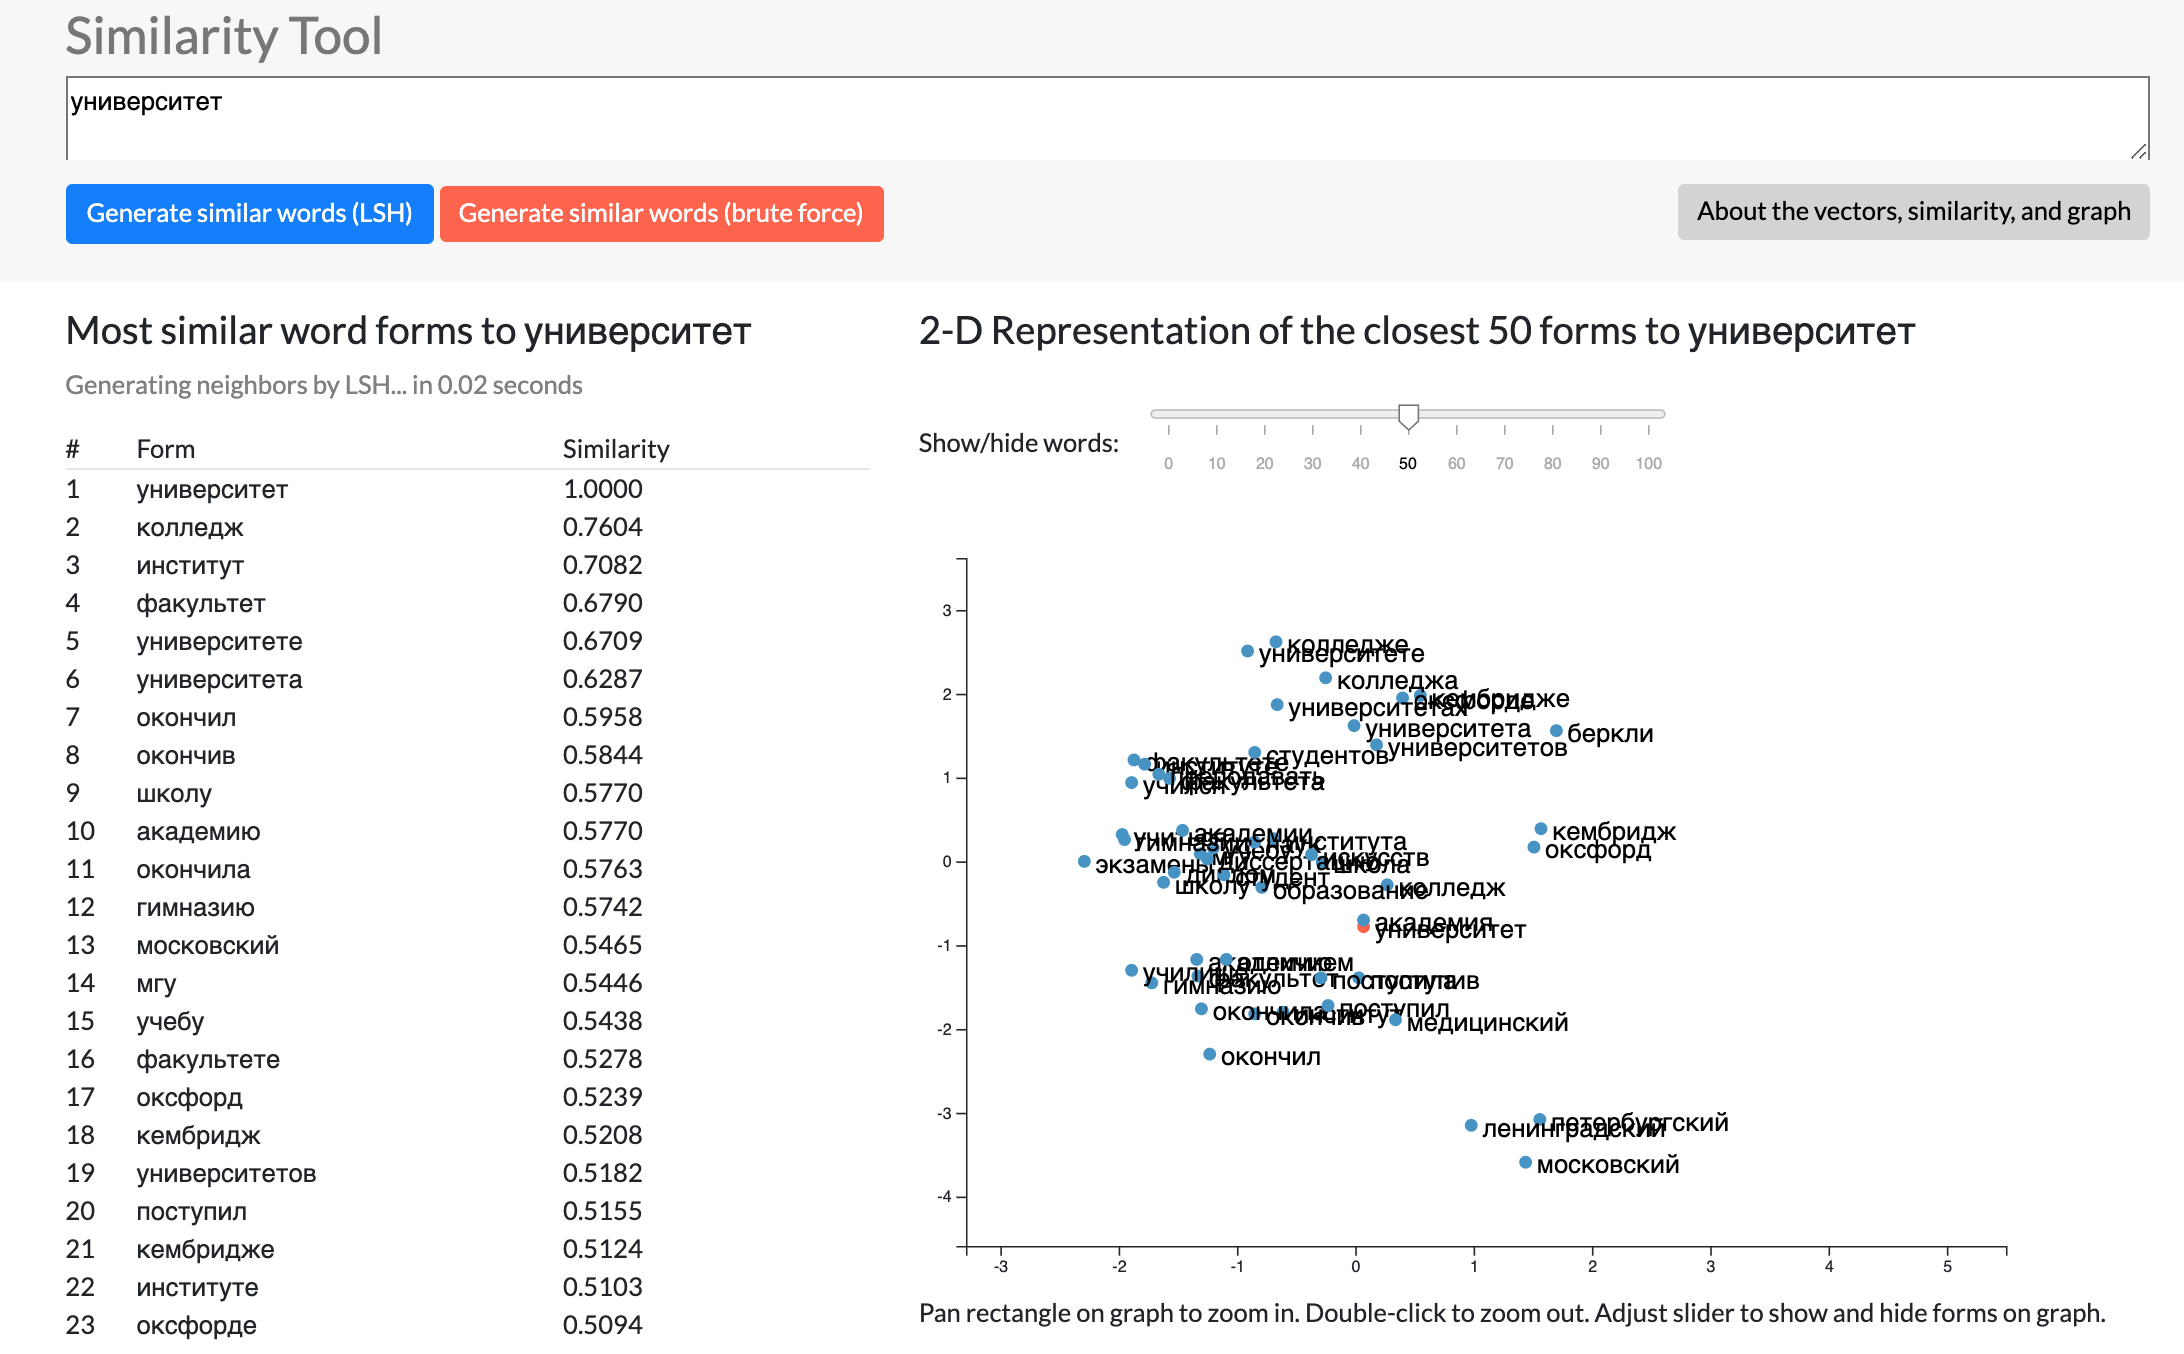 Similarity Tool
университет
Generate similar words (LSH) Generate similar words (brute force) About the vectors, similarity, and graph
Most similar word forms to университет
Generating neighbors by LSH... in 0.02 seconds
# Form Similarity
1 университет 1.0000
2 колледж 0.7604
3 институт 0.7082
4 факультет 0.6790
5 университете 0.6709
6 университета 0.6287
7 окончил 0.5958
8 окончив 0.5844
9 школу 0.5770
10 академию 0.5770
11 окончила 0.5763
12 гимназию 0.5742
13 московский 0.5465
14 мгу 0.5446
15 учебу 0.5438
16 факультете 0.5278
17 оксфорд 0.5239
18 кембридж 0.5208
19 университетов 0.5182
20 поступил 0.5155
21 кембридже 0.5124
22 институте 0.5103
23 оксфорде 0.5094
2-D Representation of the closest 50 forms to университет
Show/hide words:
0 10 20 30 40 50 60 70 80 90 100
3
2
1
0
-1
-2
-3
-4
колледже
университете
колледжа
кембридже
оксфорде
университетах
университета
беркли
университетов
студентов
факультете
институте
преподавать
факультета
учился
кембридж
академии
института
оксфорд
гимназии
искусств
экзамены
школа
диплом
студент
школу
образование
колледж
академия
университет
академию
отличием
училище
факультет
поступила
поступив
гимназию
поступил
окончила
институт
окончив
медицинский
окончил
петербургский
ленинградский
московский
-3 -2 -1 0 1 2 3 4 5
Pan rectangle on graph to zoom in. Double-click to zoom out. Adjust slider to show and hide forms on graph.